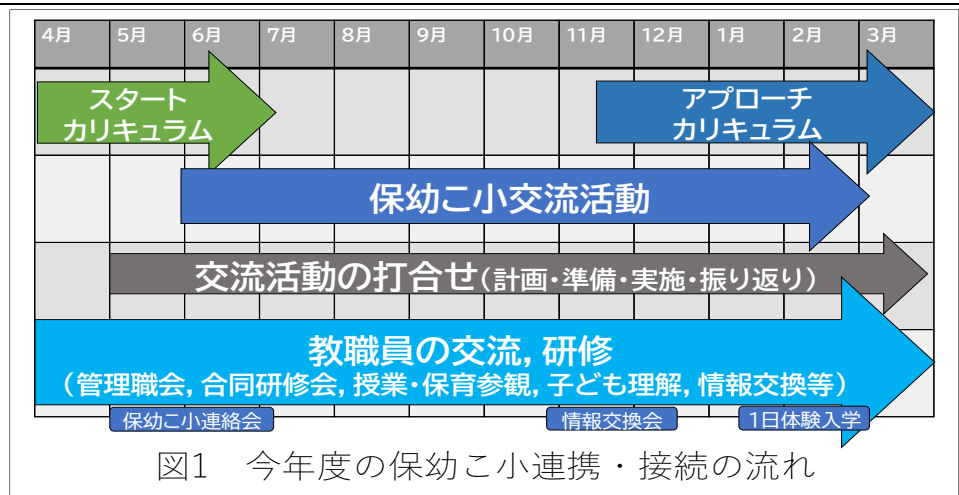 4月 5月 6月 7月 8月 9月 10月 11月 12月 1月 2月 3月
スタート
カリキュラム
アプローチ
カリキュラム
保幼こ小交流活動
交流活動の打合せ(計画・準備・実施・振り返り)
教職員の交流,研修
(管理職会,合同研修会,授業・保育参観,子ども理解,情報交換等)
保幼こ小連絡会 情報交換会 1日体験入学
図1 今年度の保幼こ小連携・接続の流れ